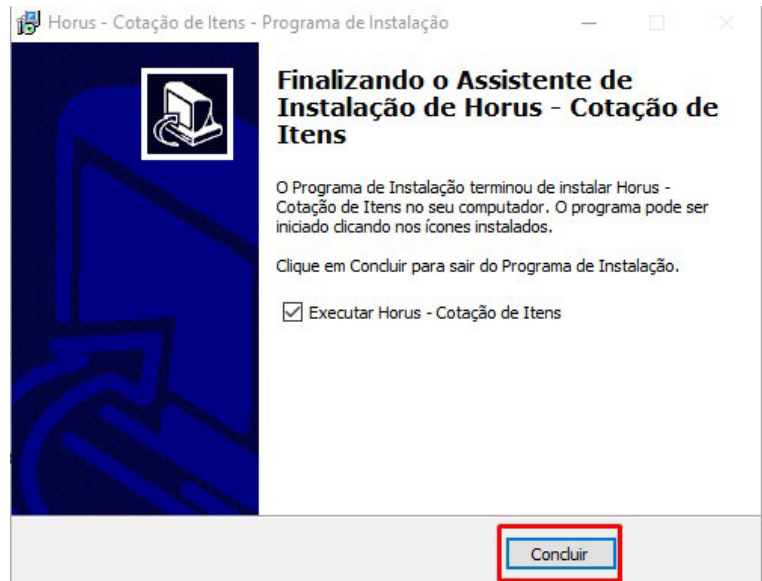 Horus - Cotação de Itens - Programa de Instalação
Finalizando o Assistente de
Instalação de Horus - Cotação de
Itens
O Programa de Instalação terminou de instalar Horus -
Cotação de Itens no seu computador. O programa pode ser
iniciado clicando nos ícones instalados.
Clique em Concluir para sair do Programa de Instalação.
Executar Horus - Cotação de Itens
Concluir